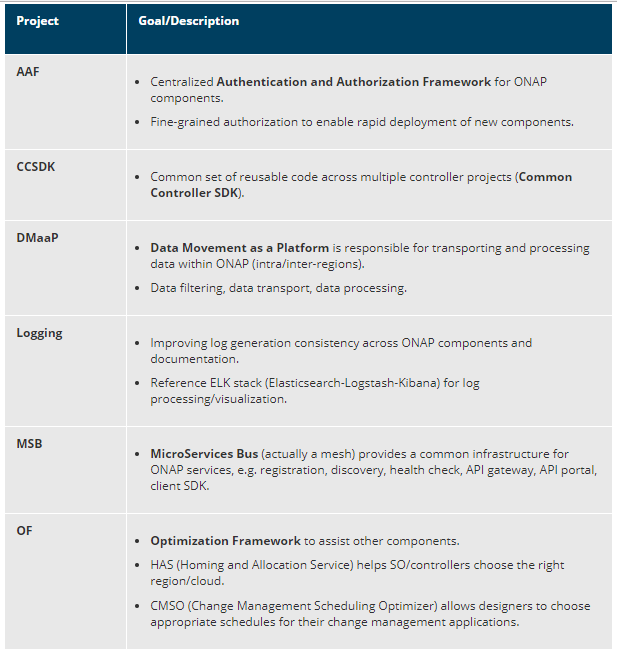 Project Goal/Description
AAF
• Centralized Authentication and Authorization Framework for ONAP
components.
• Fine-grained authorization to enable rapid deployment of new components.
CCSDK
• Common set of reusable code across multiple controller projects (Common
Controller SDK).
DMaaP
• Data Movement as a Platform is responsible for transporting and processing
data within ONAP (intra/inter-regions).
• Data filtering, data transport, data processing.
Logging
• Improving log generation consistency across ONAP components and
documentation.
• Reference ELK stack (Elasticsearch-Logstash-Kibana) for log
processing/visualization.
MSB
• MicroServices Bus (actually a mesh) provides a common infrastructure for
ONAP services, e.g. registration, discovery, health check, API gateway, API portal,
client SDK.
OF
• Optimization Framework to assist other components.
• HAS (Homing and Allocation Service) helps SO/controllers choose the right
region/cloud.
• CMSO (Change Management Scheduling Optimizer) allows designers to choose
appropriate schedules for their change management applications.